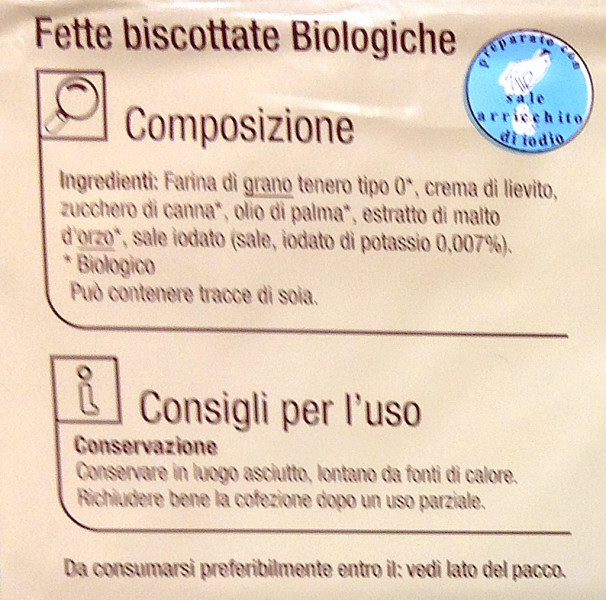 Fette biscottate Biologiche
preparato con
sale
arricchito
di iodio
Composizione
Ingredienti: Farina di grano tenero tipo 0*, crema di lievito,
zucchero di canna*, olio di palma*, estratto di malto
d'orzo*, sale iodato (sale, iodato di potassio 0,007%).
* Biologico
Può contenere tracce di soia.
Consigli per l'uso
Conservazione
Conservare in luogo asciutto, lontano da fonti di calore.
Richiudere bene la cofezione dopo un uso parziale.
Da consumarsi preferibilmente entro il: vedi lato del pacco.